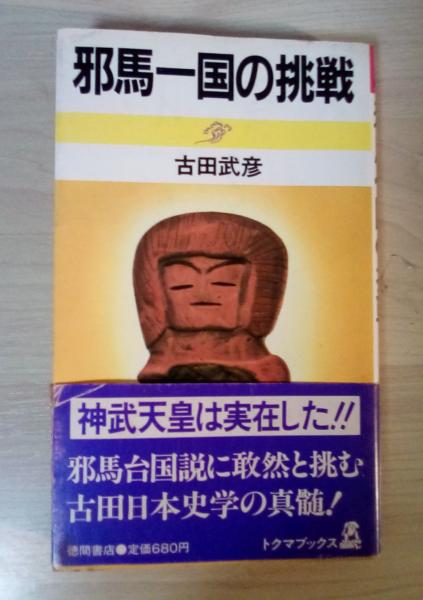 邪馬一国の挑戦
古田武彦
神武天皇は実在した!!
邪馬台国説に敢然と挑む
古田日本史学の真髄!
徳間書店●定価680円
トクマブックス